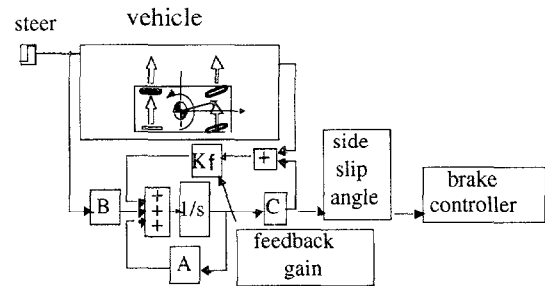 vehicle
steer
Kf
+
side
slip
angle
brake
controller
B
+
+
+
1/s
C
A
feedback
gain